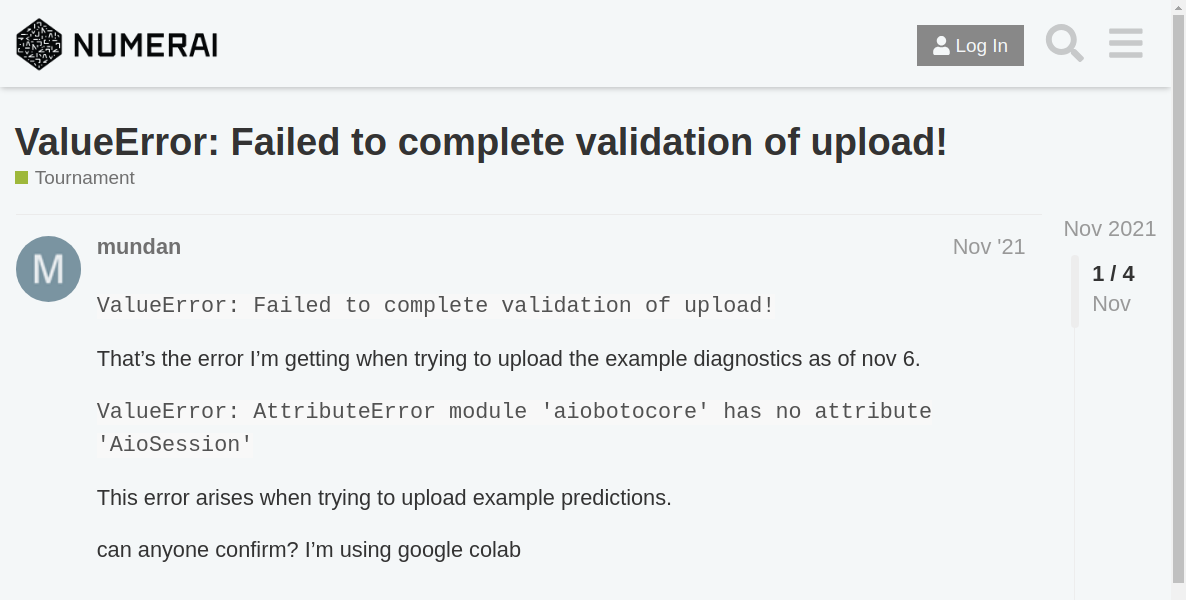 NUMERAI
Log In
ValueError: Failed to complete validation of upload!
Tournament
mundan
Nov '21
Nov 2021
1 / 4
Nov
M
ValueError: Failed to complete validation of upload!
That’s the error I’m getting when trying to upload the example diagnostics as of nov 6.
ValueError: AttributeError module 'aiobotocore' has no attribute
'AioSession'
This error arises when trying to upload example predictions.
can anyone confirm? I’m using google colab